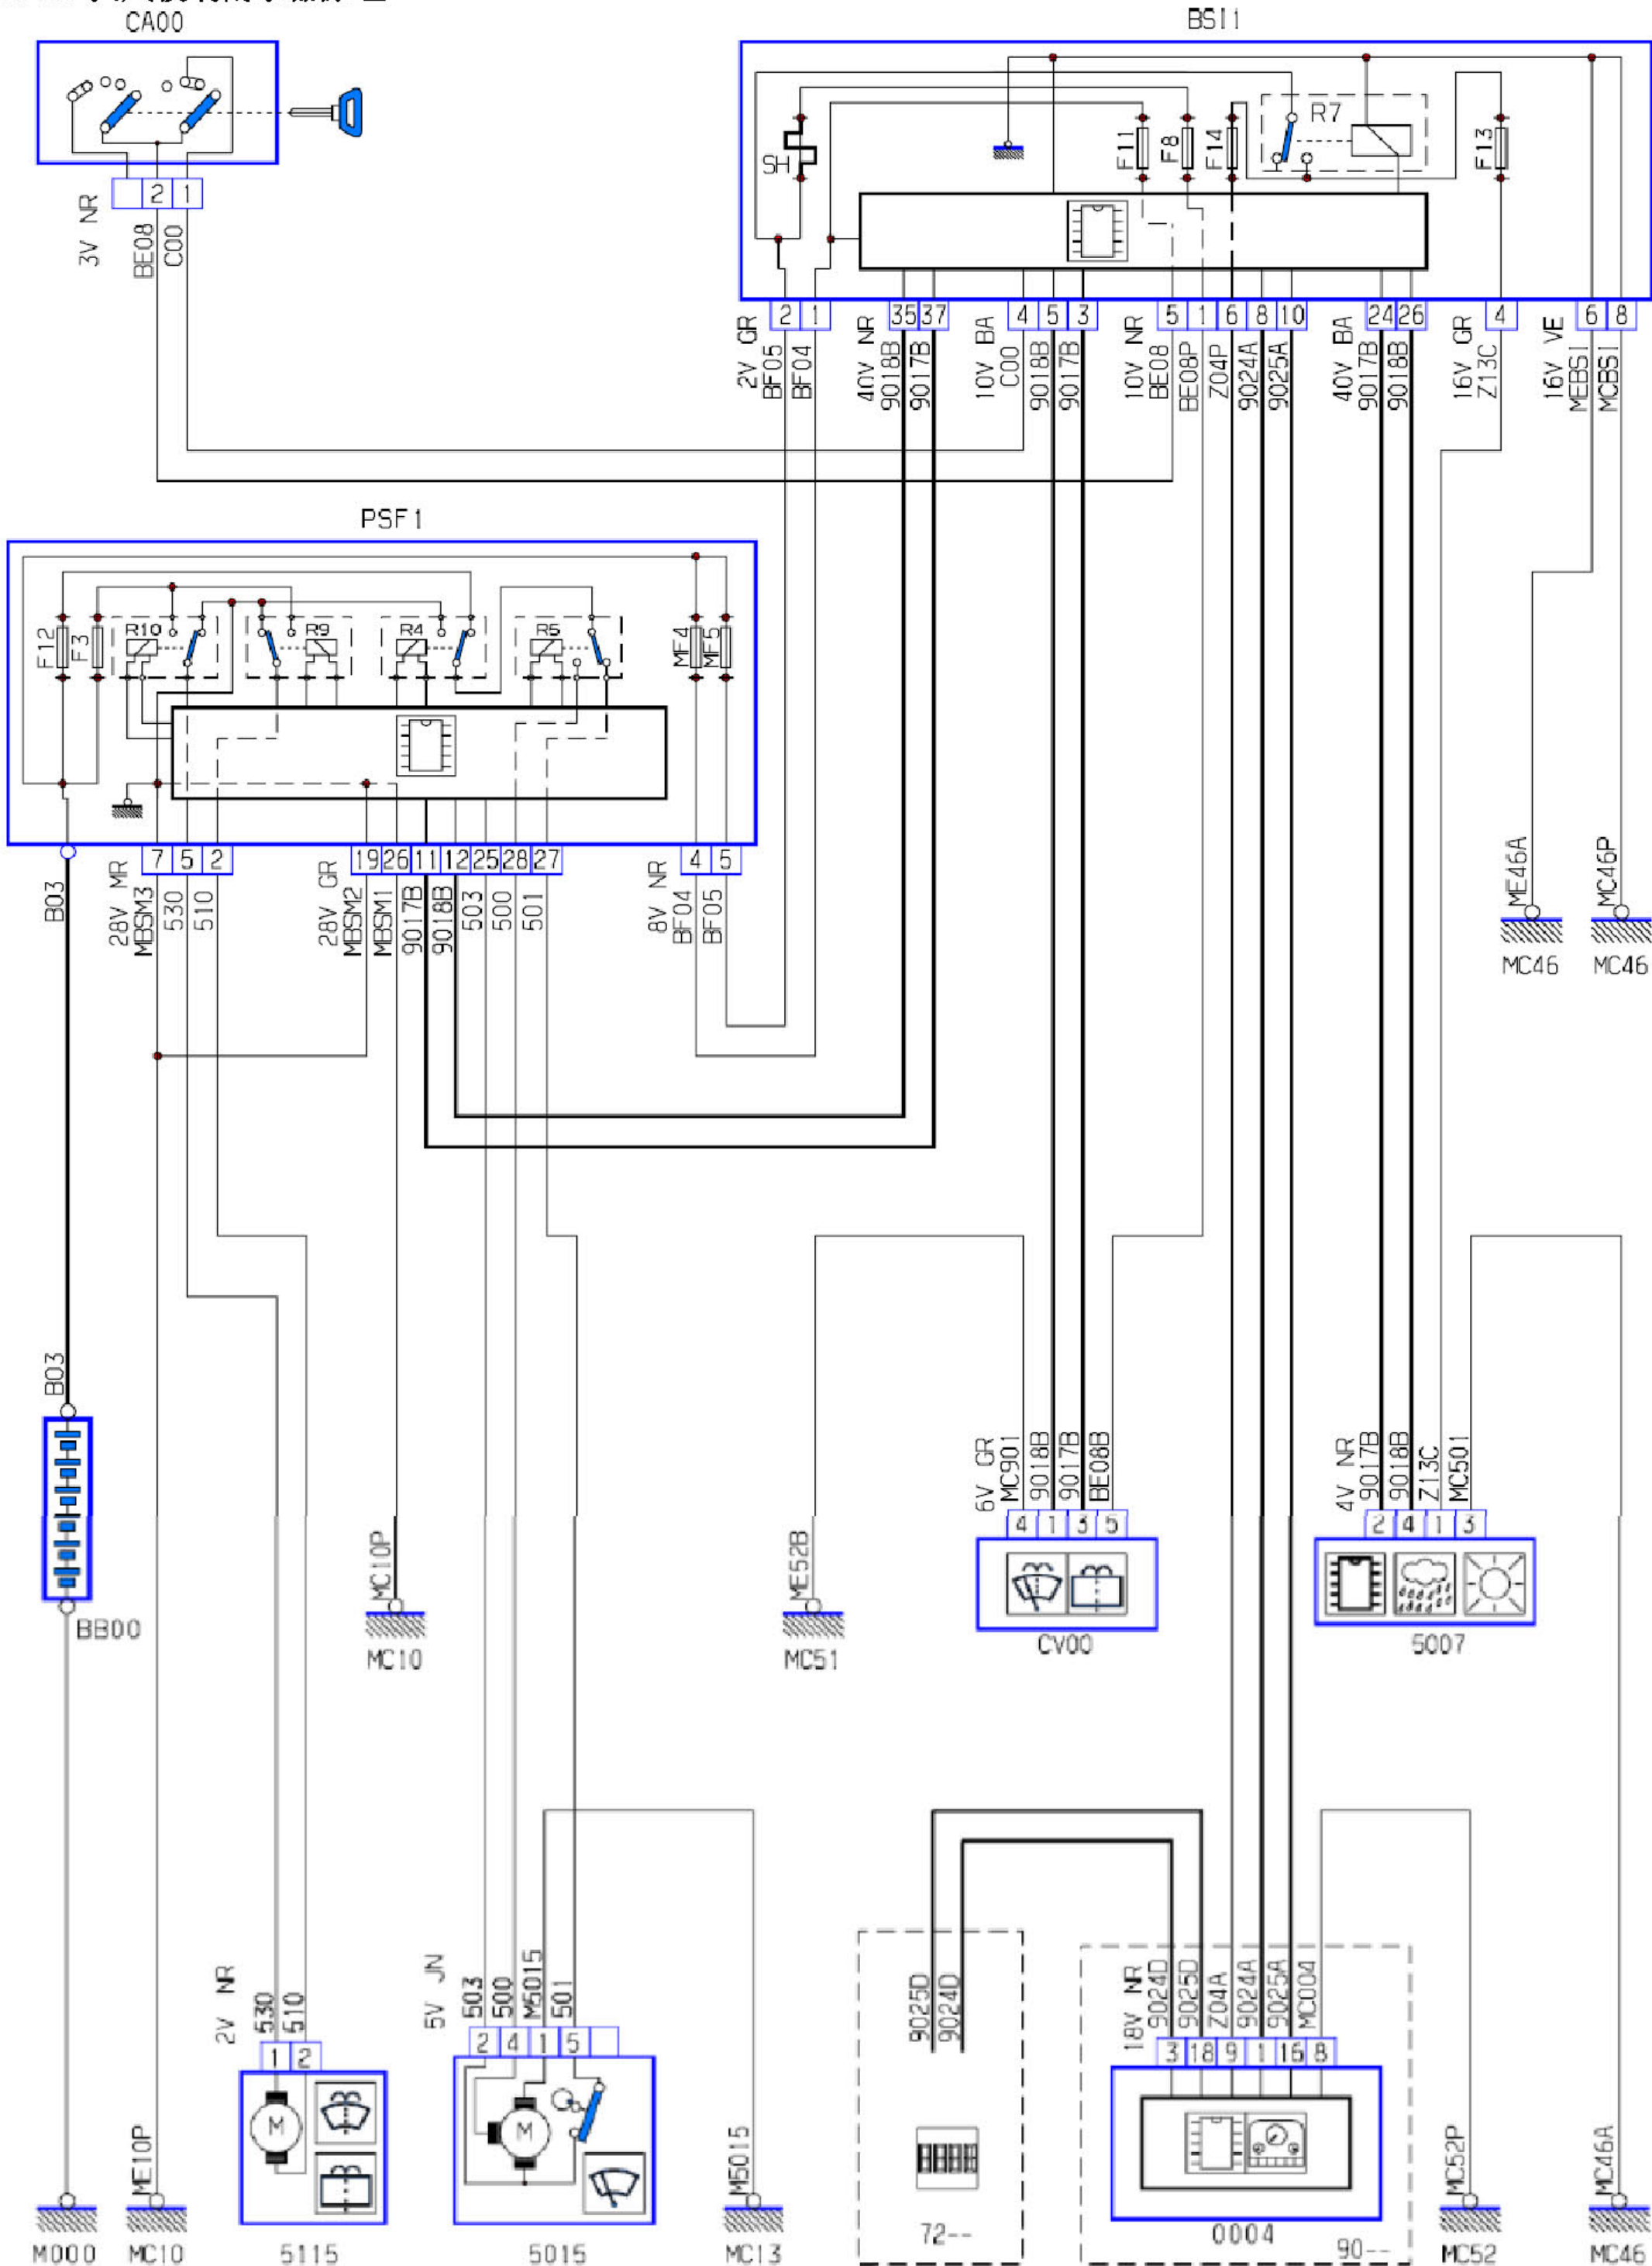 CA00
BSI1
R7
SH
F11
F8
F14
F13
2 1
3V NR
BE08
C00
2 1 35 37 4 5 3 5 1 6 8 10 24 26 4 6 8
2V GR
BF05
BF04
40V NR
9018B
9017B
10V BA
C00
9018B
9017B
10V NR
BE08
BE08P
Z04P
9024A
9025A
40V BA
9017B
9018B
16V GR
Z13C
16V VE
MEBSI
MCBSI
PSF1
F12
F3
R10
R9
R4
R5
MF4
MF5
7 5 2 19 26 11 12 25 28 27 4 5
B03
28V MR
MBSM3
530
510
28V GR
MBSM2
MBSM1
9017B
9018B
503
500
501
8V NR
BF04
BF05
ME46A
MC46P
MC46 MC46
B03
BB00
MC10P
MC10
ME52B
MC51
6V GR
MC901
9018B
9017B
BE08B
4 1 3 5
CV00
4V NR
9017B
9018B
Z13C
MC501
2 4 1 3
5007
2V NR
530
510
1 2
M
5V JN
503
500
M5015
501
2 4 1 5
M
9025D
9024D
18V NR
9024D
9025D
Z04A
9024A
9025A
MC004
3 18 9 1 16 8
ME10P
M5015
MC52P
MC46A
M000 MC10 5115 5015 MC13 72-- 0004 90-- MC52 MC46